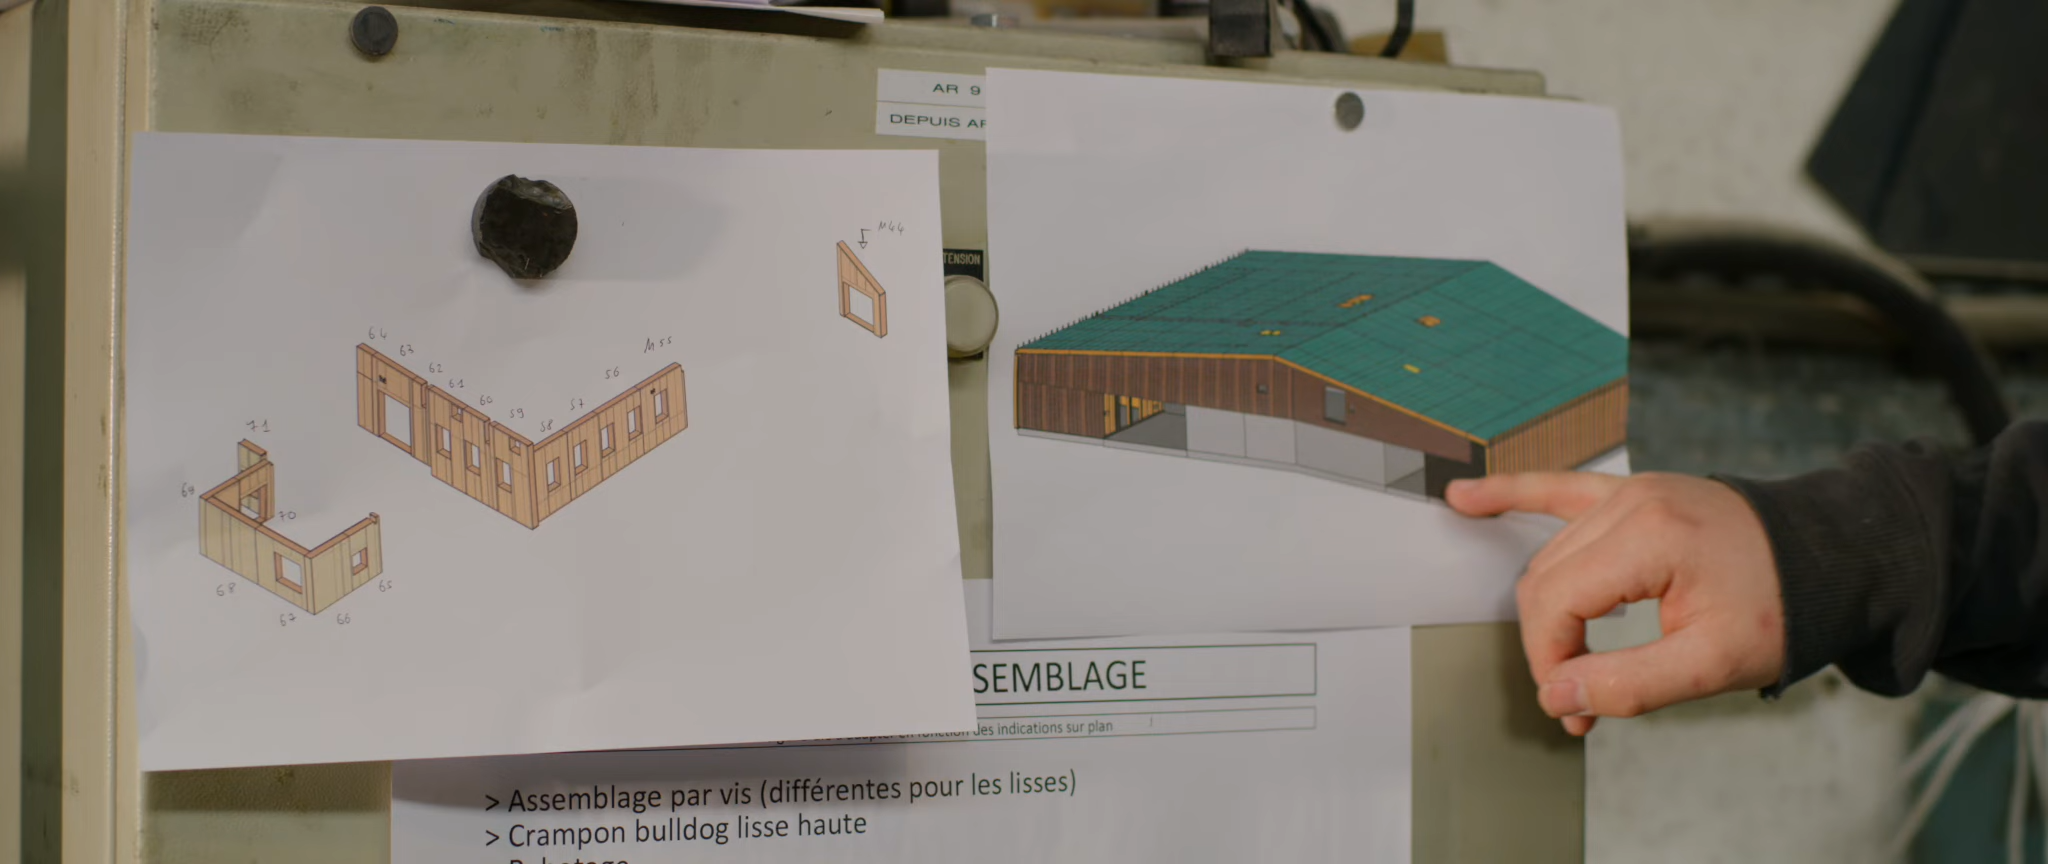 AR 9
DEPUIS AR
TENSION
M44
64
63
62
61
60
59
58
57
56
M55
71
69
70
68
67
66
65
SEMBLAGE
des indications sur plan
> Assemblage par vis (différentes pour les lisses)
> Crampon bulldog lisse haute